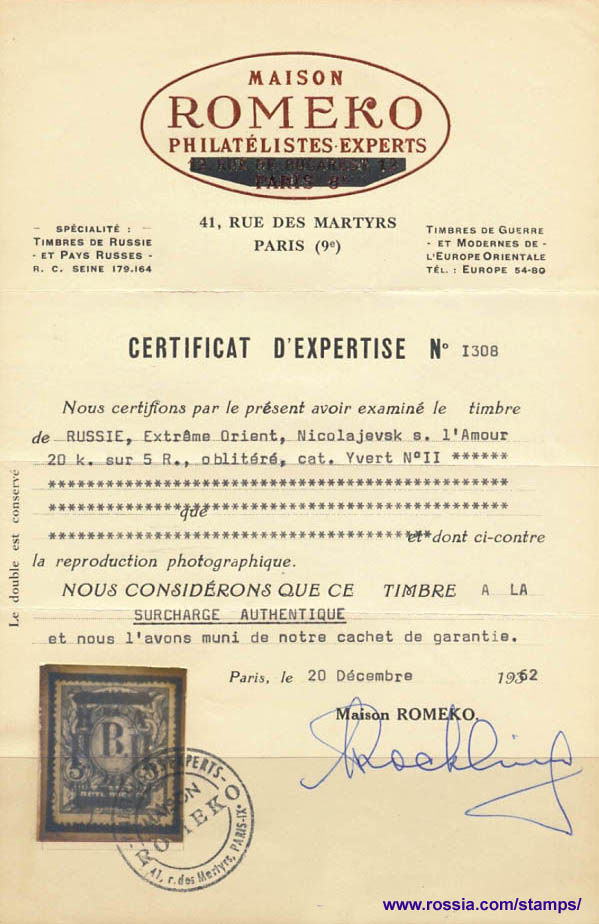 MAISON
ROMEKO
PHILATÉLISTES-EXPERTS
PARIS 8e
41, RUE DES MARTYRS
PARIS (9e)
SPÉCIALITÉ :
TIMBRES DE RUSSIE
- ET PAYS RUSSES -
R. C. SEINE 179.164
TIMBRES DE GUERRE
- ET MODERNES DE -
L'EUROPE ORIENTALE
TÉL. : EUROPE 54-80
CERTIFICAT D'EXPERTISE No I308
Nous certifions par le présent avoir examiné le timbre
de RUSSIE, Extrême Orient, Nicolajevsk s. l'Amour
20 k. sur 5 R., oblitéré, cat. Yvert N°II ******
**************************************************
**************************************************
que
******************************************
et dont ci-contre
la reproduction photographique.
NOUS CONSIDÉRONS QUE CE TIMBRE A LA
SURCHARGE AUTHENTIQUE
et nous l'avons muni de notre cachet de garantie.
Paris, le 20 Décembre 1962
Maison ROMEKO.
Le double est conservé
MAISON
ROMEKO
41, r. des Martyrs, PARIS-IXe
www.rossia.com/stamps/